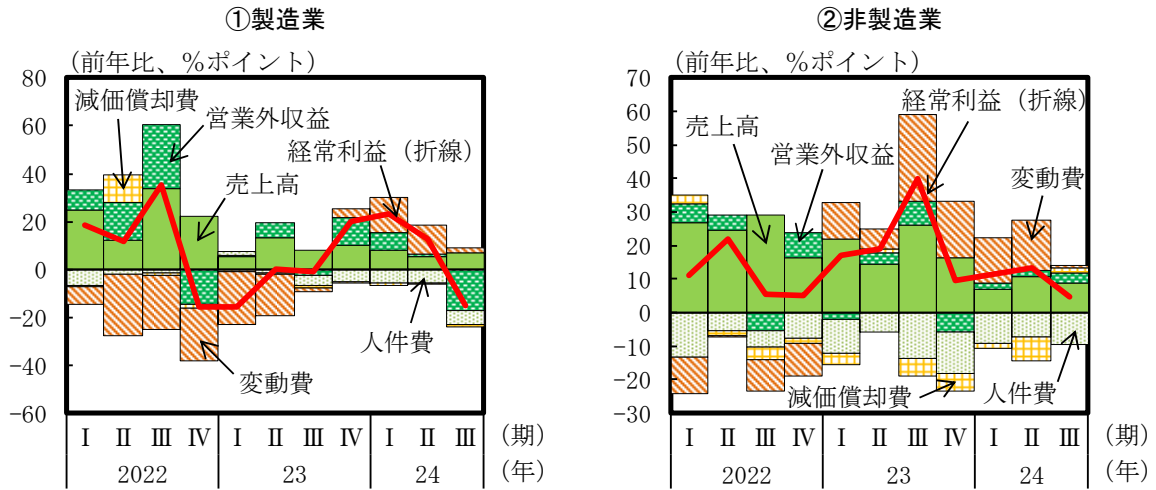 ①製造業
（前年比、％ポイント）
80
60
40
20
0
-20
-40
-60
減価償却費
営業外収益
経常利益（折線）
売上高
人件費
変動費
Ⅰ Ⅱ Ⅲ Ⅳ Ⅰ Ⅱ Ⅲ Ⅳ Ⅰ Ⅱ Ⅲ （期）
2022 23 24 （年）
②非製造業
（前年比、％ポイント）
70
60
50
40
30
20
10
0
-10
-20
-30
経常利益（折線）
売上高
営業外収益
変動費
減価償却費
人件費
Ⅰ Ⅱ Ⅲ Ⅳ Ⅰ Ⅱ Ⅲ Ⅳ Ⅰ Ⅱ Ⅲ （期）
2022 23 24 （年）